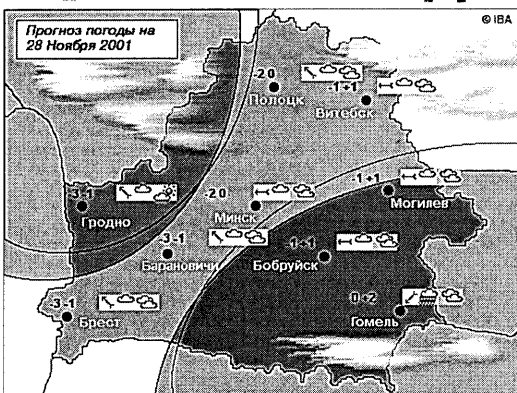 Прогноз погоды на
28 Ноября 2001
© IBA
-2 0
Полоцк
-1 +1
Витебск
-3 -1
Гродно
-2 0
Минск
-1 +1
Могилев
-3 -1
Барановичи
-1 +1
Бобруйск
-3 -1
Брест
0 +2
Гомель